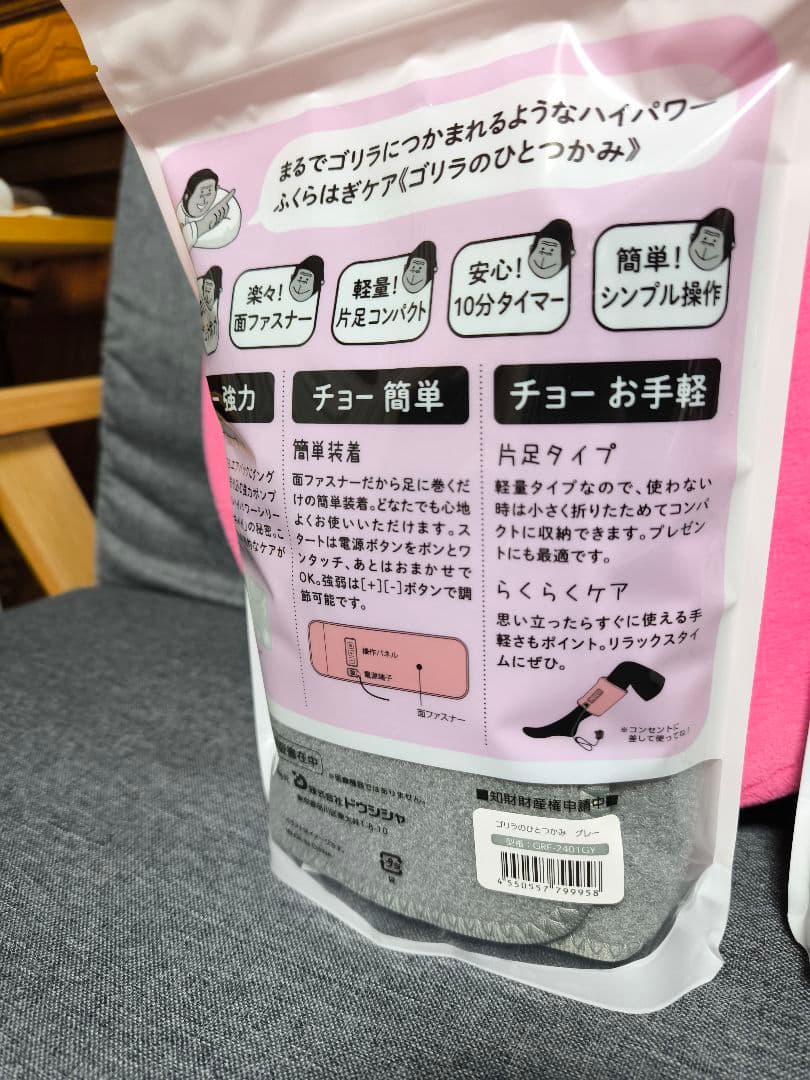 まるでゴリラにつかまれるようなハイパワー
ふくらはぎケア《ゴリラのひとつかみ》
楽々!
面ファスナー
軽量!
片足コンパクト
安心!
10分タイマー
簡単!
シンプル操作
強力
チョー 簡単
簡単装着
面ファスナーだから足に巻くだ
けの簡単装着。どなたでも心地
よくお使いいただけます。ス
タートは電源ボタンをポンとワ
ンタッチ、あとはおまかせで
OK。強弱は[+][-]ボタンで調
節可能です。
操作パネル
電源端子
面ファスナー
チョー お手軽
片足タイプ
軽量タイプなので、使わない
時は小さく折りたためてコンパ
クトに収納できます。プレゼン
トにも最適です。
らくらくケア
思い立ったらすぐに使える手
軽さもポイント。リラックスタイ
ムにぜひ。
※コンセントに
差して使ってね!
在中
※医療機器ではありません。
株式会社ドウシシャ
■知財財産権申請中■
ゴリラのひとつかみ グレー
型番:GRF-2401GY
4 550557 799958